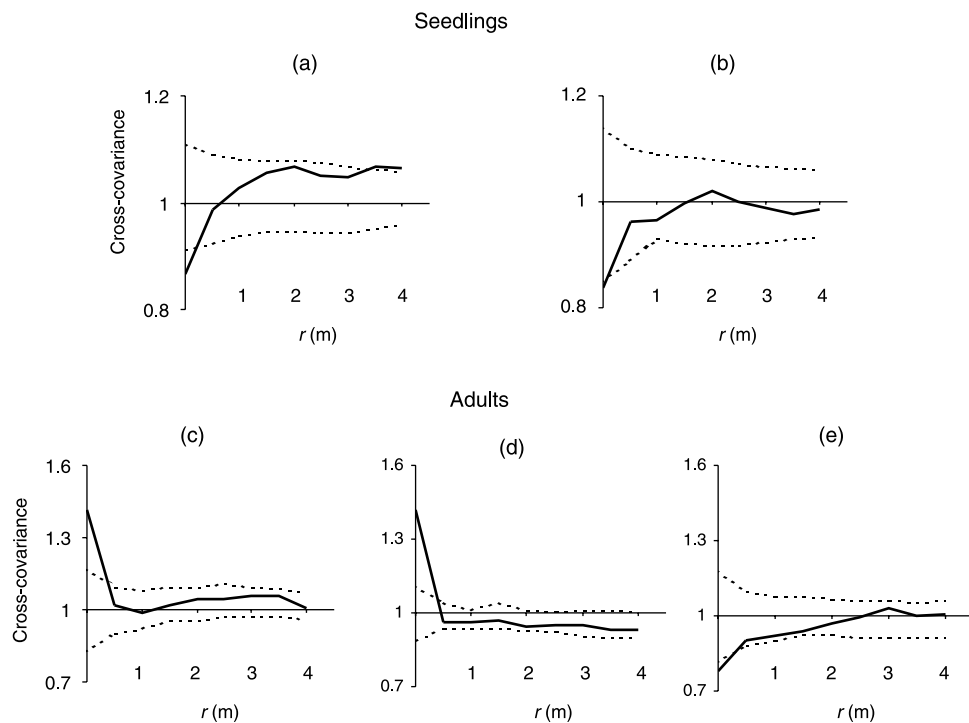 Seedlings
(a)
(b)
1.2
1.2
Cross-covariance
1
1
0.8
0.8
1 2 3 4
1 2 3 4
r (m)
r (m)
Adults
(c)
(d)
(e)
1.6
1.6
1.6
Cross-covariance
1.3
1.3
1.3
1
1
1
0.7
0.7
0.7
1 2 3 4
1 2 3 4
1 2 3 4
r (m)
r (m)
r (m)